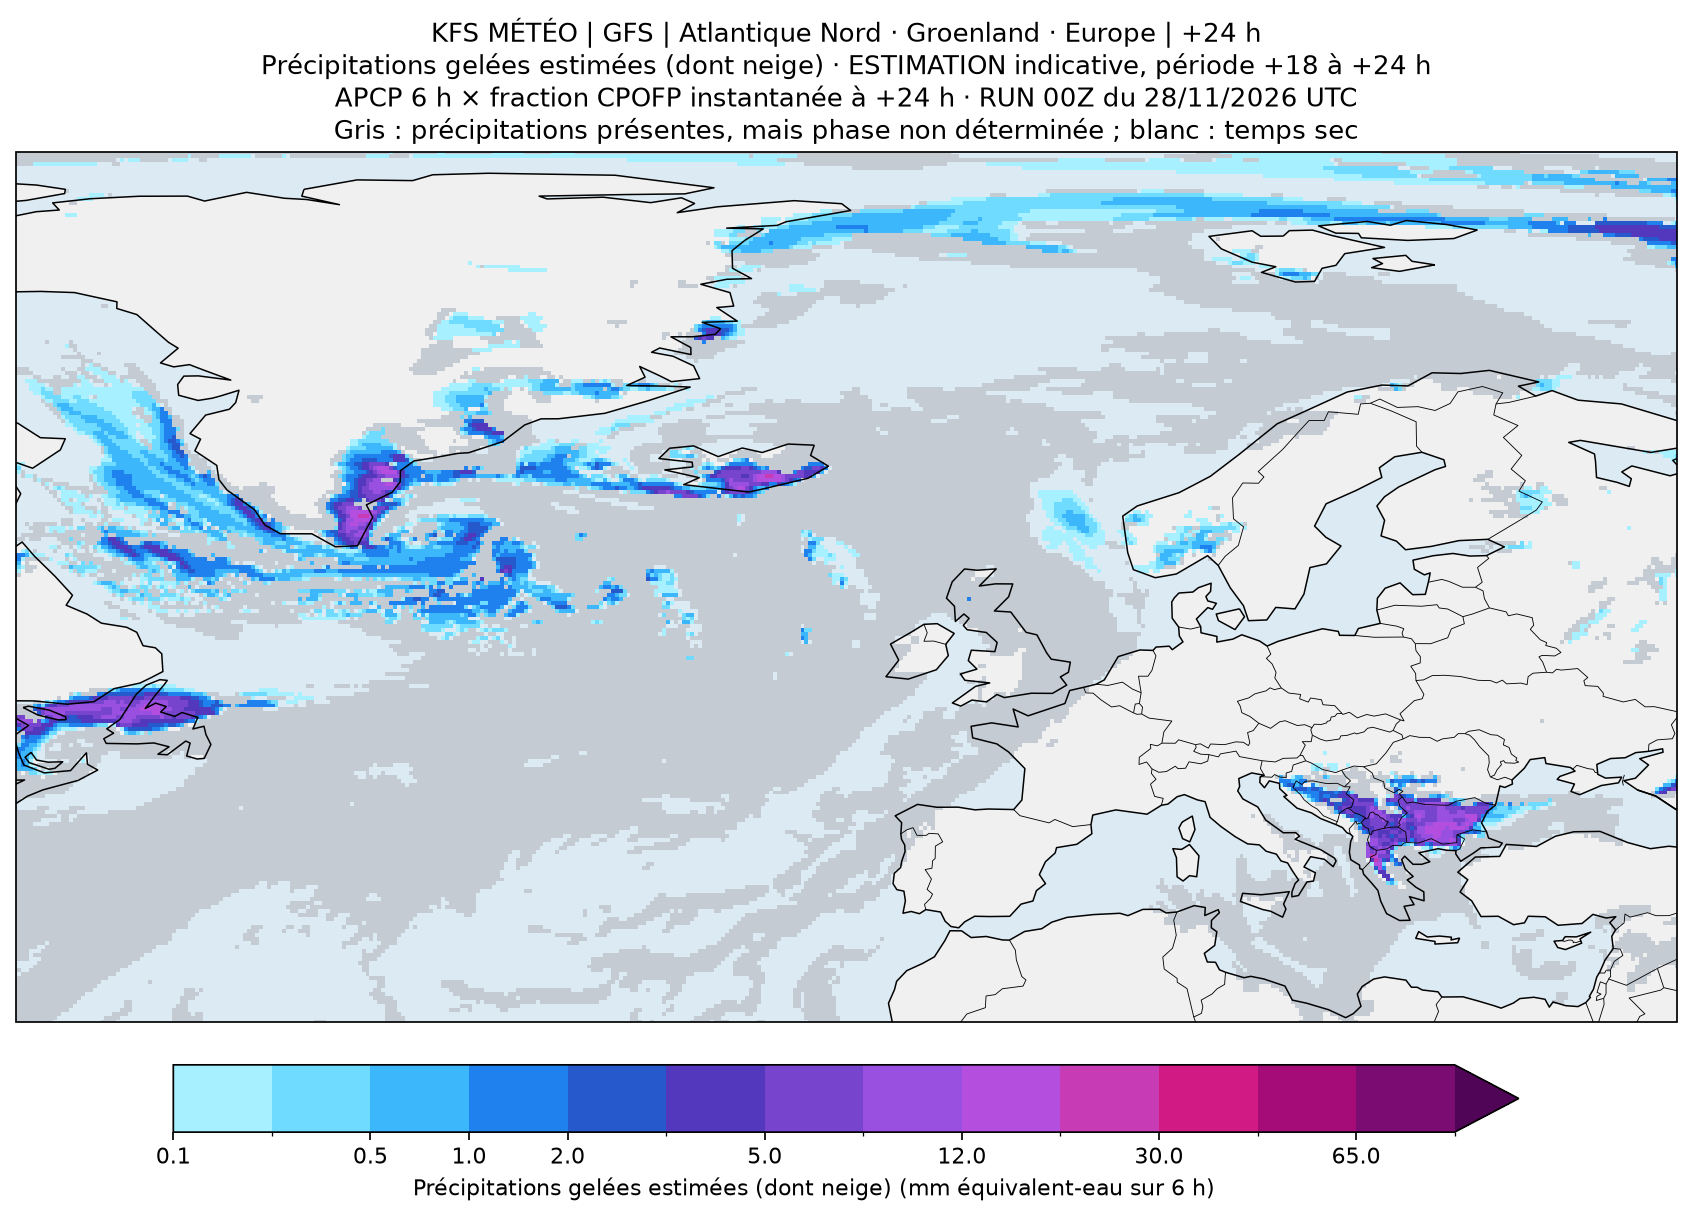 KFS MÉTÉO | GFS | Atlantique Nord · Groenland · Europe | +24 h
Précipitations gelées estimées (dont neige) · ESTIMATION indicative, période +18 à +24 h
APCP 6 h × fraction CPOFP instantanée à +24 h · RUN 00Z du 28/11/2026 UTC
Gris : précipitations présentes, mais phase non déterminée ; blanc : temps sec
0.1 0.5 1.0 2.0 5.0 12.0 30.0 65.0
Précipitations gelées estimées (dont neige) (mm équivalent-eau sur 6 h)